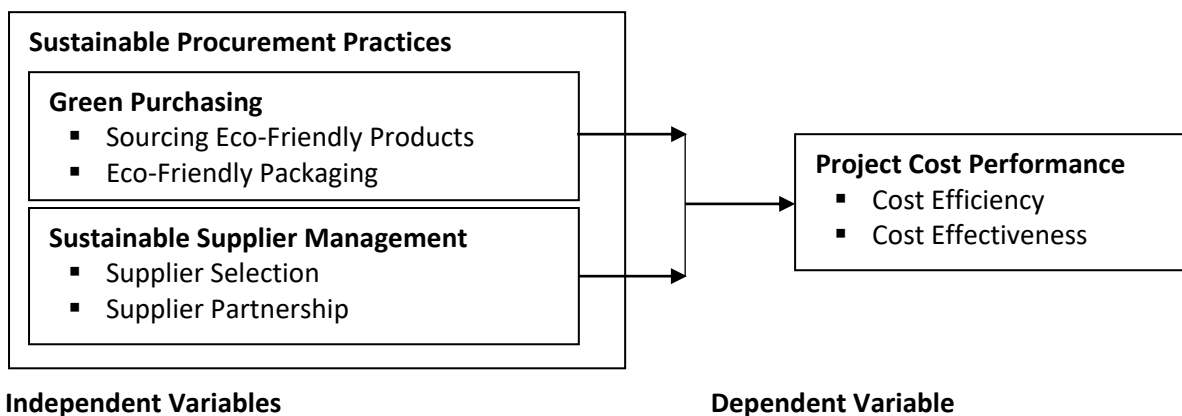 Sustainable Procurement Practices
Green Purchasing
▪ Sourcing Eco-Friendly Products
▪ Eco-Friendly Packaging
Sustainable Supplier Management
▪ Supplier Selection
▪ Supplier Partnership
Project Cost Performance
▪ Cost Efficiency
▪ Cost Effectiveness
Independent Variables
Dependent Variable